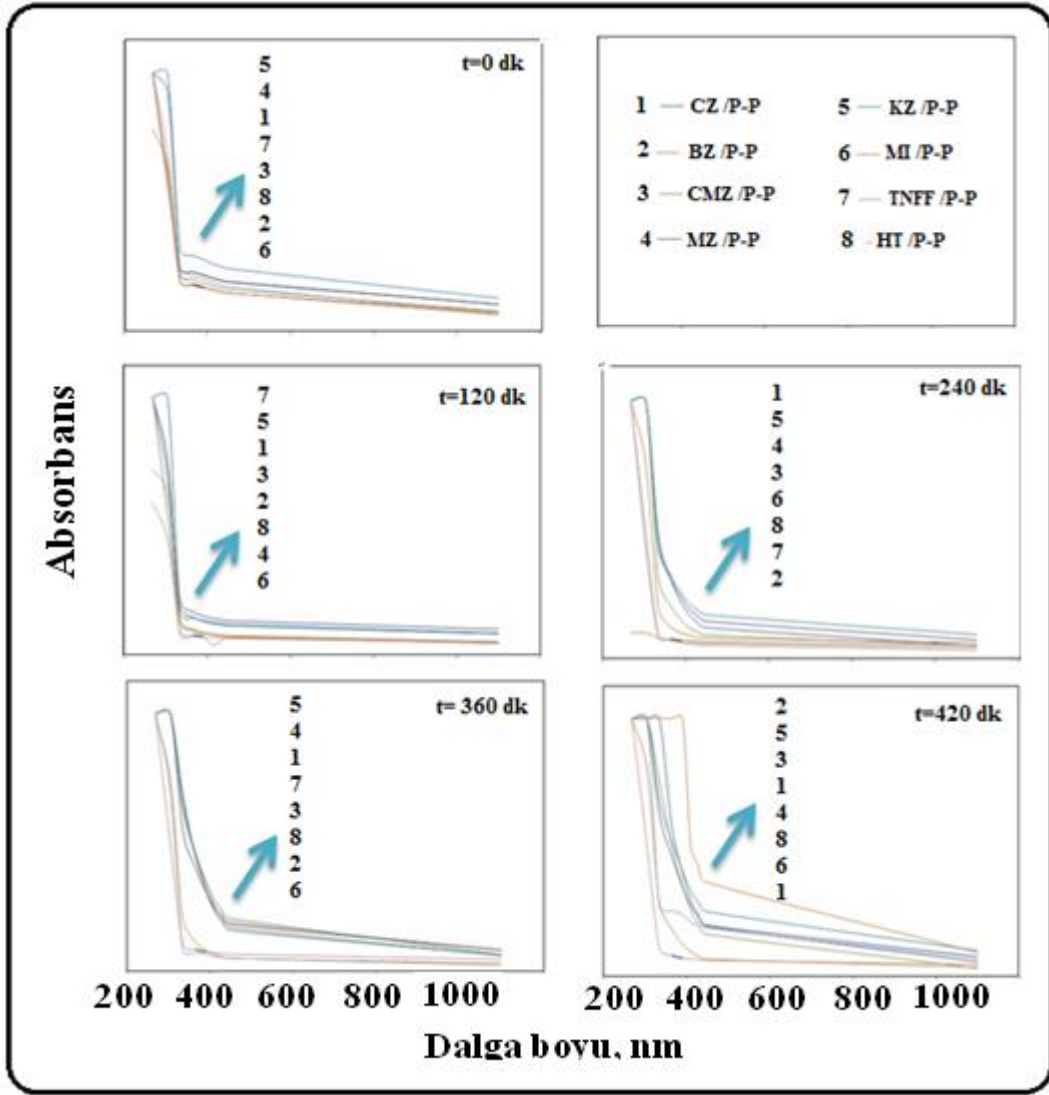 t=0 dk
5
4
1
7
3
8
2
6
1 CZ /P-P
2 BZ /P-P
3 CMZ /P-P
4 MZ /P-P
5 KZ /P-P
6 MI /P-P
7 TNFF /P-P
8 HT /P-P
Absorbans
t=120 dk
7
5
1
3
2
8
4
6
t=240 dk
1
5
4
3
6
8
7
2
t= 360 dk
5
4
1
7
3
8
2
6
t=420 dk
2
5
3
1
4
8
6
1
200 400 600 800 1000
200 400 600 800 1000
Dalga boyu, nm